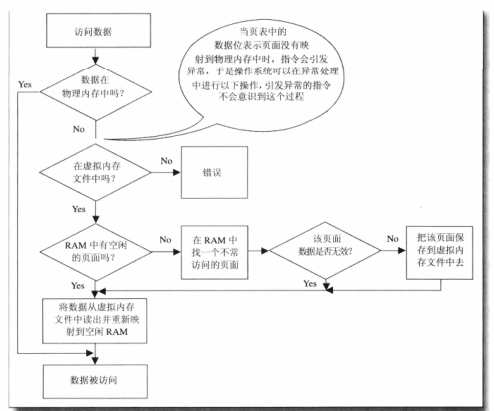 访问数据
当页表中的
数据位表示页面没有映
射到物理内存中时，指令会引发
异常，于是操作系统可以在异常处理
中进行以下操作，引发异常的指令
不会意识到这个过程
Yes
数据在
物理内存中吗？
No
在虚拟内存
文件中吗？
No
错误
Yes
RAM 中有空闲
的页面吗？
No
在 RAM 中
找一个不常
访问的页面
该页面
数据是否无效？
No
把该页面保
存到虚拟内
存文件中去
Yes
Yes
将数据从虚拟内存
文件中读出并重新映
射到空闲 RAM
数据被访问